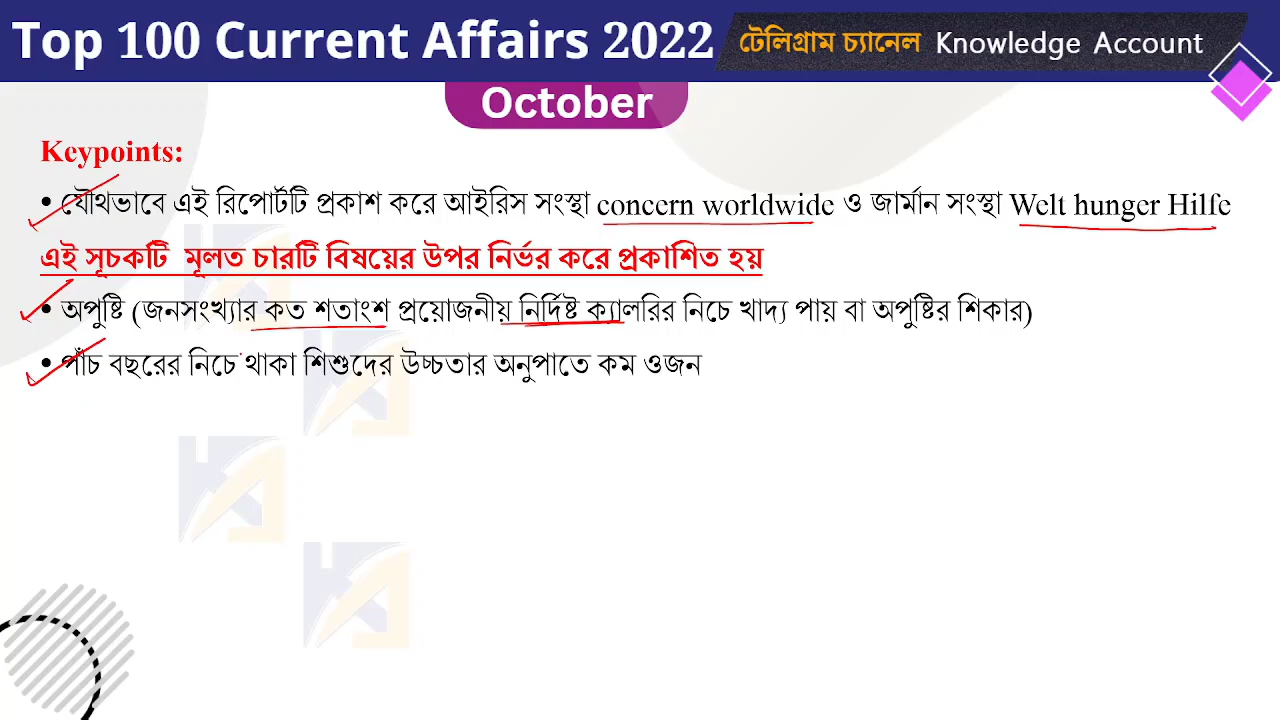 Top 100 Current Affairs 2022 টেলিগ্রাম চ্যানেল Knowledge Account
October
Keypoints:
• যৌথভাবে এই রিপোর্টটি প্রকাশ করে আইরিস সংস্থা concern worldwide ও জার্মান সংস্থা Welt hunger Hilfe
এই সূচকটি মূলত চারটি বিষয়ের উপর নির্ভর করে প্রকাশিত হয়
• অপুষ্টি (জনসংখ্যার কত শতাংশ প্রয়োজনীয় নির্দিষ্ট ক্যালরির নিচে খাদ্য পায় বা অপুষ্টির শিকার)
• পাঁচ বছরের নিচে থাকা শিশুদের উচ্চতার অনুপাতে কম ওজন